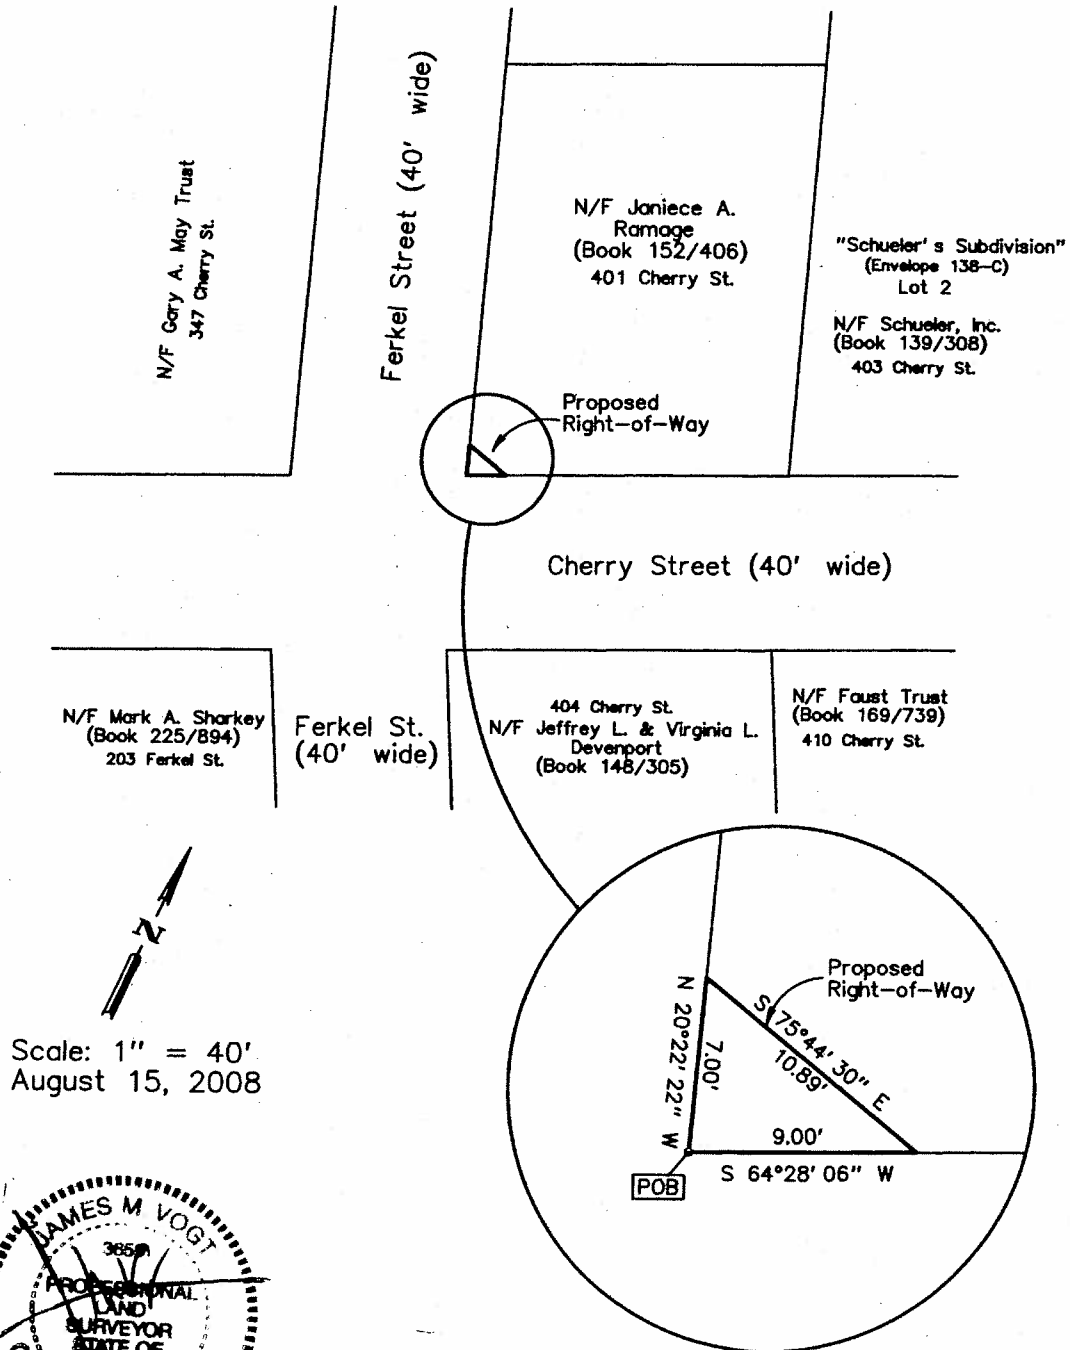 Ferkel Street (40' wide)
N/F Gary A. May Trust
347 Cherry St.
N/F Janiece A.
Ramage
(Book 152/406)
401 Cherry St.
"Schueler's Subdivision"
(Envelope 138-C)
Lot 2
N/F Schueler, Inc.
(Book 139/308)
403 Cherry St.
Proposed
Right-of-Way
Cherry Street (40' wide)
N/F Mark A. Sharkey
(Book 225/894)
203 Ferkel St.
Ferkel St.
(40' wide)
404 Cherry St.
N/F Jeffrey L. & Virginia L.
Devenport
(Book 148/305)
N/F Faust Trust
(Book 169/739)
410 Cherry St.
N
Scale: 1" = 40'
August 15, 2008
Proposed
Right-of-Way
N 20°22'22" W
7.00'
S 75°44'30" E
10.89'
9.00'
S 64°28'06" W
POB
JAMES M VOGT
PROFESSIONAL
LAND
SURVEYOR
STATE OF